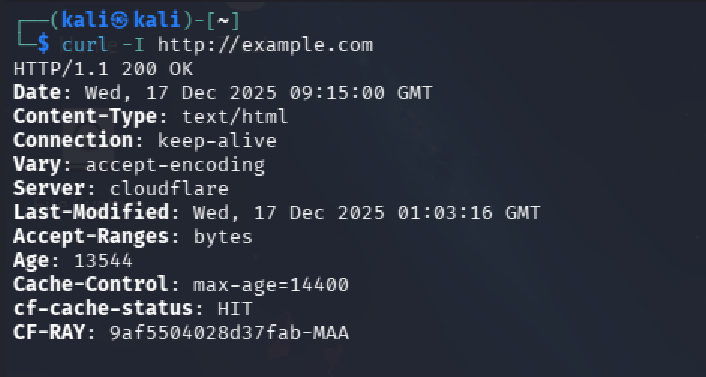 ┌──(kali㉿kali)-[~]
└─$ curl -I http://example.com
HTTP/1.1 200 OK
Date: Wed, 17 Dec 2025 09:15:00 GMT
Content-Type: text/html
Connection: keep-alive
Vary: accept-encoding
Server: cloudflare
Last-Modified: Wed, 17 Dec 2025 01:03:16 GMT
Accept-Ranges: bytes
Age: 13544
Cache-Control: max-age=14400
cf-cache-status: HIT
CF-RAY: 9af5504028d37fab-MAA